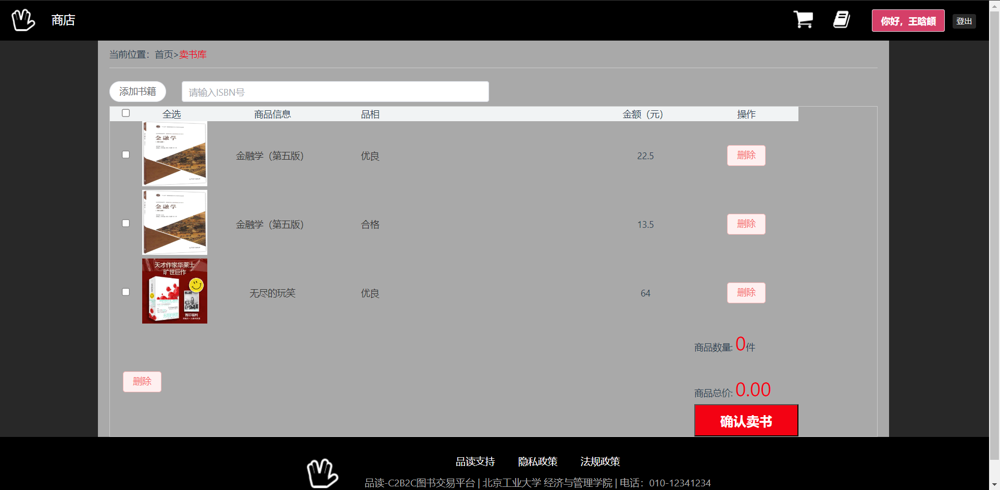 商店
你好，王晗頔
登出
当前位置：首页>卖书库
添加书籍
请输入ISBN号
全选 商品信息 品相 金额（元） 操作
金融学
金融学（第五版） 优良 22.5 删除
金融学
金融学（第五版） 合格 13.5 删除
天才作家华莱士
旷世巨作
无尽的玩笑 优良 64 删除
首印福利
商品数量: 0件
删除
商品总价: 0.00
确认卖书
品读支持 隐私政策 法规政策
品读-C2B2C图书交易平台 | 北京工业大学 经济与管理学院 | 电话：010-12341234